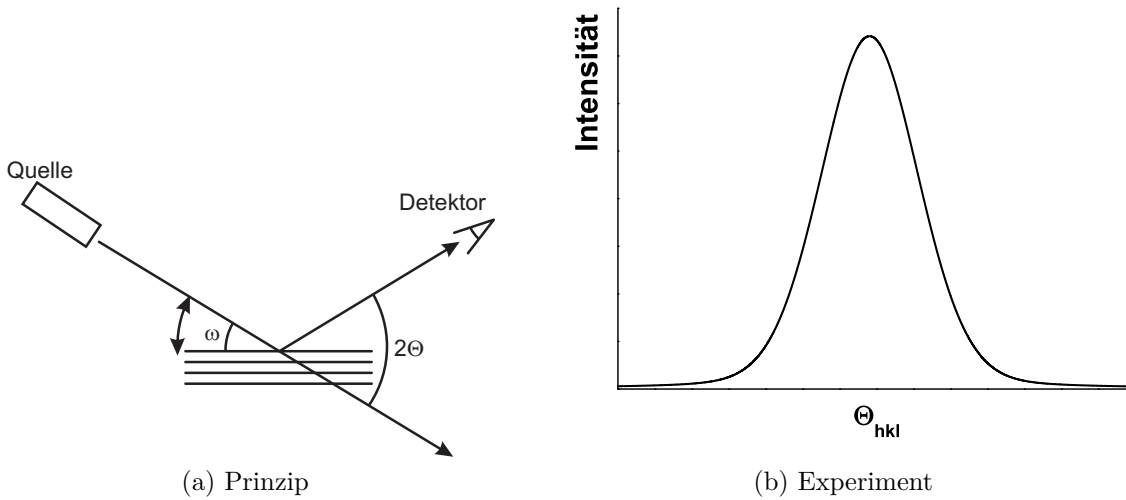 Quelle
Detektor
ω
2Θ
(a) Prinzip
Intensität
Θhkl
(b) Experiment